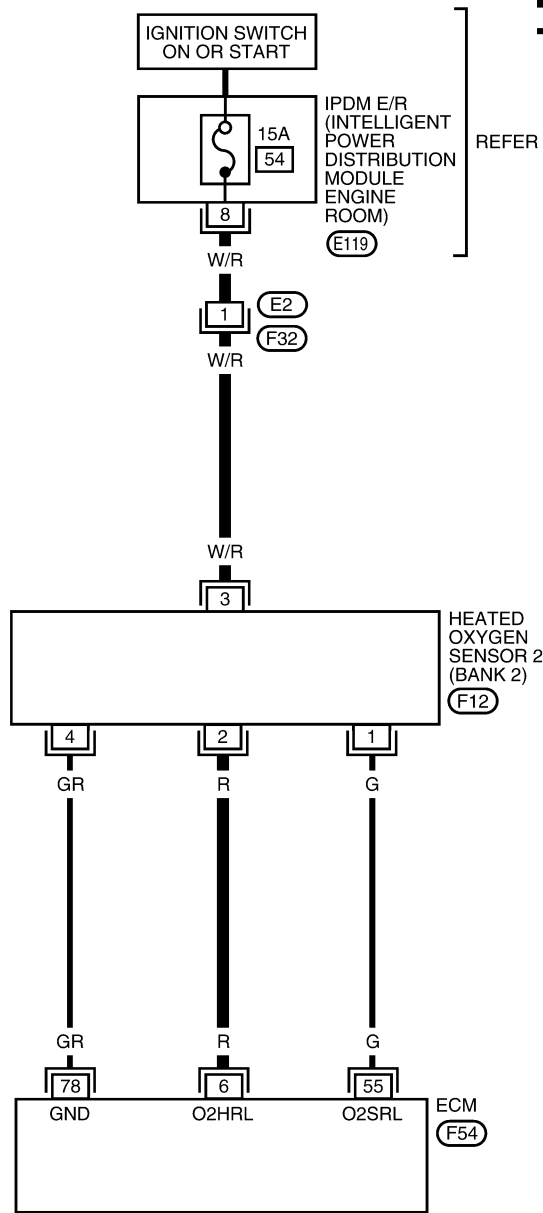 IGNITION SWITCH
ON OR START
IPDM E/R
(INTELLIGENT
POWER
DISTRIBUTION
MODULE
ENGINE
ROOM)
E119
REFER
15A
54
8
W/R
1
E2
F32
W/R
W/R
3
HEATED
OXYGEN
SENSOR 2
(BANK 2)
F12
4 2 1
GR R G
GR R G
78 6 55
GND O2HRL O2SRL
ECM
F54